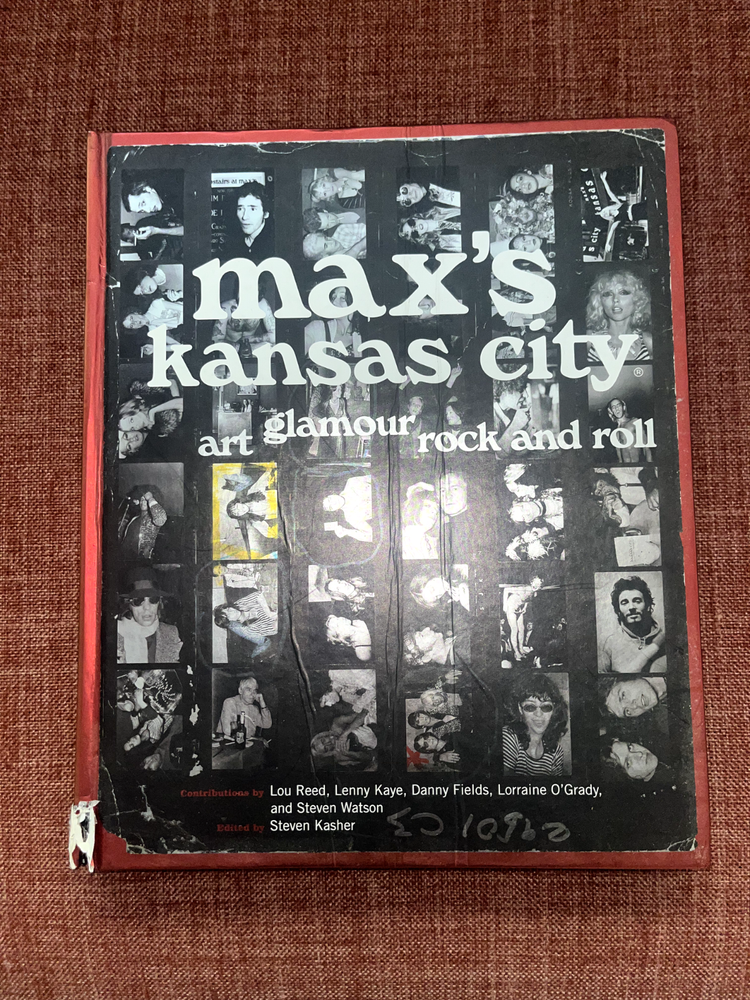 max's
kansas city®
art glamour rock and roll
Contributions by Lou Reed, Lenny Kaye, Danny Fields, Lorraine O'Grady,
and Steven Watson
Edited by Steven Kasher